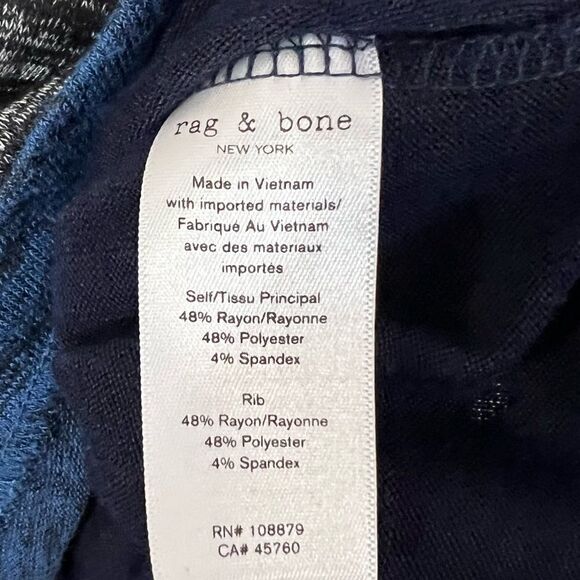 rag & bone
NEW YORK
Made in Vietnam
with imported materials/
Fabriqué Au Vietnam
avec des materiaux
importés
Self/Tissu Principal
48% Rayon/Rayonne
48% Polyester
4% Spandex
Rib
48% Rayon/Rayonne
48% Polyester
4% Spandex
RN# 108879
CA# 45760